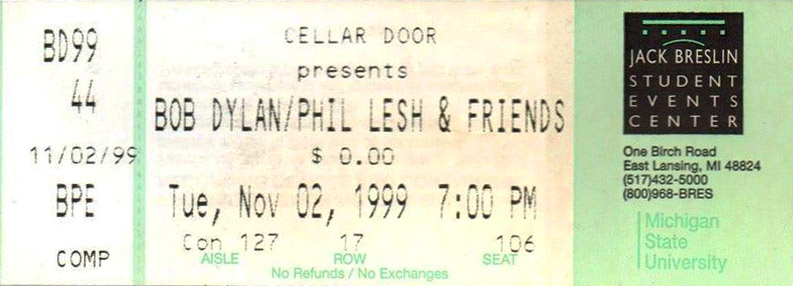 BD99
44
11/02/99
BPE
COMP
CELLAR DOOR
presents
BOB DYLAN/PHIL LESH & FRIENDS
$ 0.00
Tue, Nov 02, 1999 7:00 PM
Con 127 17 106
AISLE ROW SEAT
No Refunds / No Exchanges
JACK BRESLIN
STUDENT
EVENTS
CENTER
One Birch Road
East Lansing, MI 48824
(517)432-5000
(800)968-BRES
Michigan
State
University